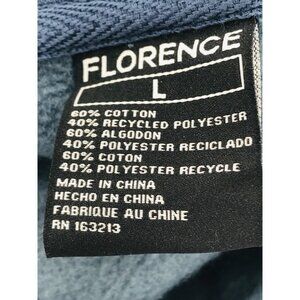 FLORENCE
L
60% COTTON
40% RECYCLED POLYESTER
60% ALGODON
40% POLYESTER RECICLADO
60% COTON
40% POLYESTER RECYCLE
MADE IN CHINA
HECHO EN CHINA
FABRIQUE AU CHINE
RN 163213